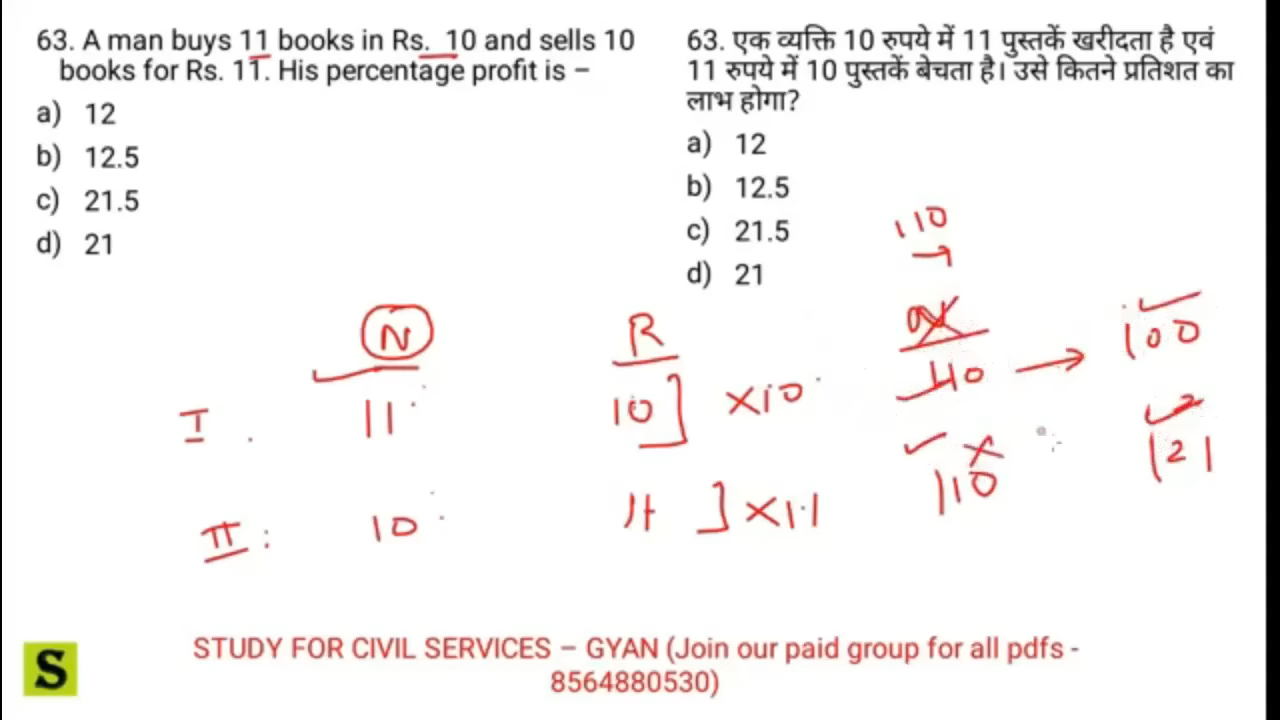 63. A man buys 11 books in Rs. 10 and sells 10
books for Rs. 11. His percentage profit is –
a) 12
b) 12.5
c) 21.5
d) 21
63. एक व्यक्ति 10 रुपये में 11 पुस्तकें खरीदता है एवं
11 रुपये में 10 पुस्तकें बेचता है। उसे कितने प्रतिशत का
लाभ होगा?
a) 12
b) 12.5
c) 21.5
d) 21
110
N R
110 → 100
I 11 10] ×10
110 121
II : 10 11] ×11
S
STUDY FOR CIVIL SERVICES – GYAN (Join our paid group for all pdfs -
8564880530)